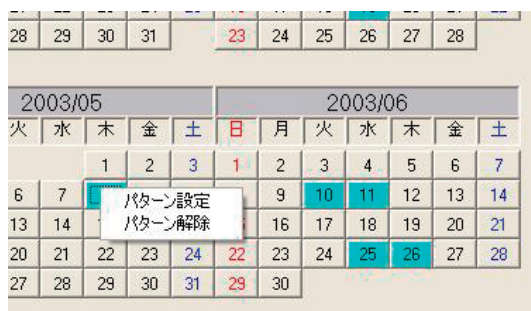 28 29 30 31 23 24 25 26 27 28
2003/05 2003/06
火 水 木 金 土 日 月 火 水 木 金 土
1 2 3 1 2 3 4 5 6 7
6 7 パターン設定 9 10 11 12 13 14
13 14 パターン解除 16 17 18 19 20 21
20 21 22 23 24 22 23 24 25 26 27 28
27 28 29 30 31 29 30